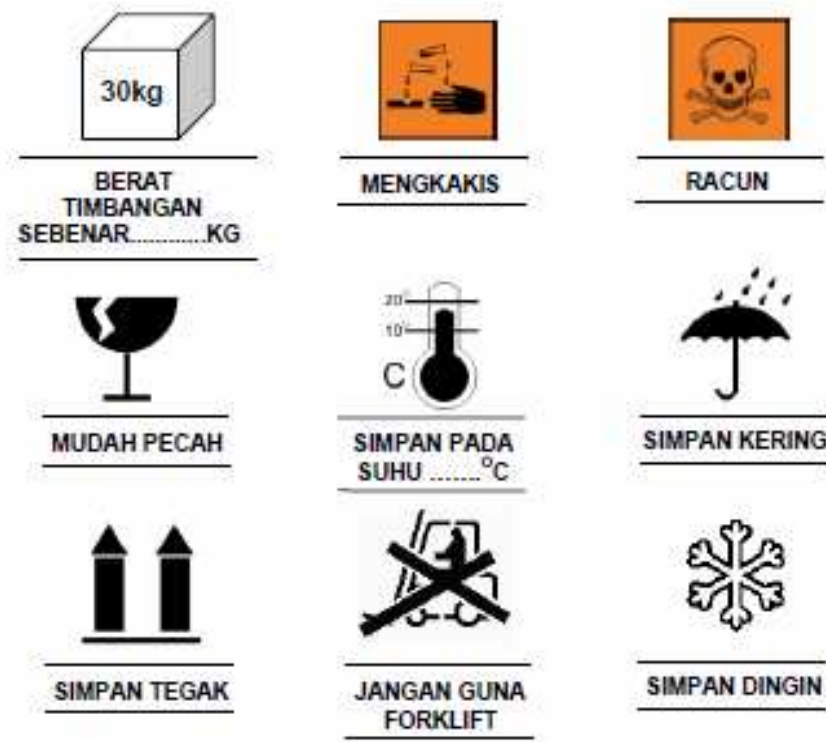 30kg
BERAT
TIMBANGAN
SEBENAR............KG
MENGKAKIS
RACUN
MUDAH PECAH
20°
10°
C
SIMPAN PADA
SUHU .......°C
SIMPAN KERING
SIMPAN TEGAK
JANGAN GUNA
FORKLIFT
SIMPAN DINGIN